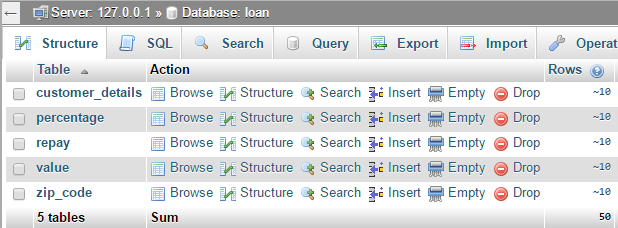 Server: 127.0.0.1 » Database: loan
Structure SQL Search Query Export Import Operat
Table Action Rows
customer_details Browse Structure Search Insert Empty Drop ~10
percentage Browse Structure Search Insert Empty Drop ~10
repay Browse Structure Search Insert Empty Drop ~10
value Browse Structure Search Insert Empty Drop ~10
zip_code Browse Structure Search Insert Empty Drop ~10
5 tables Sum 50